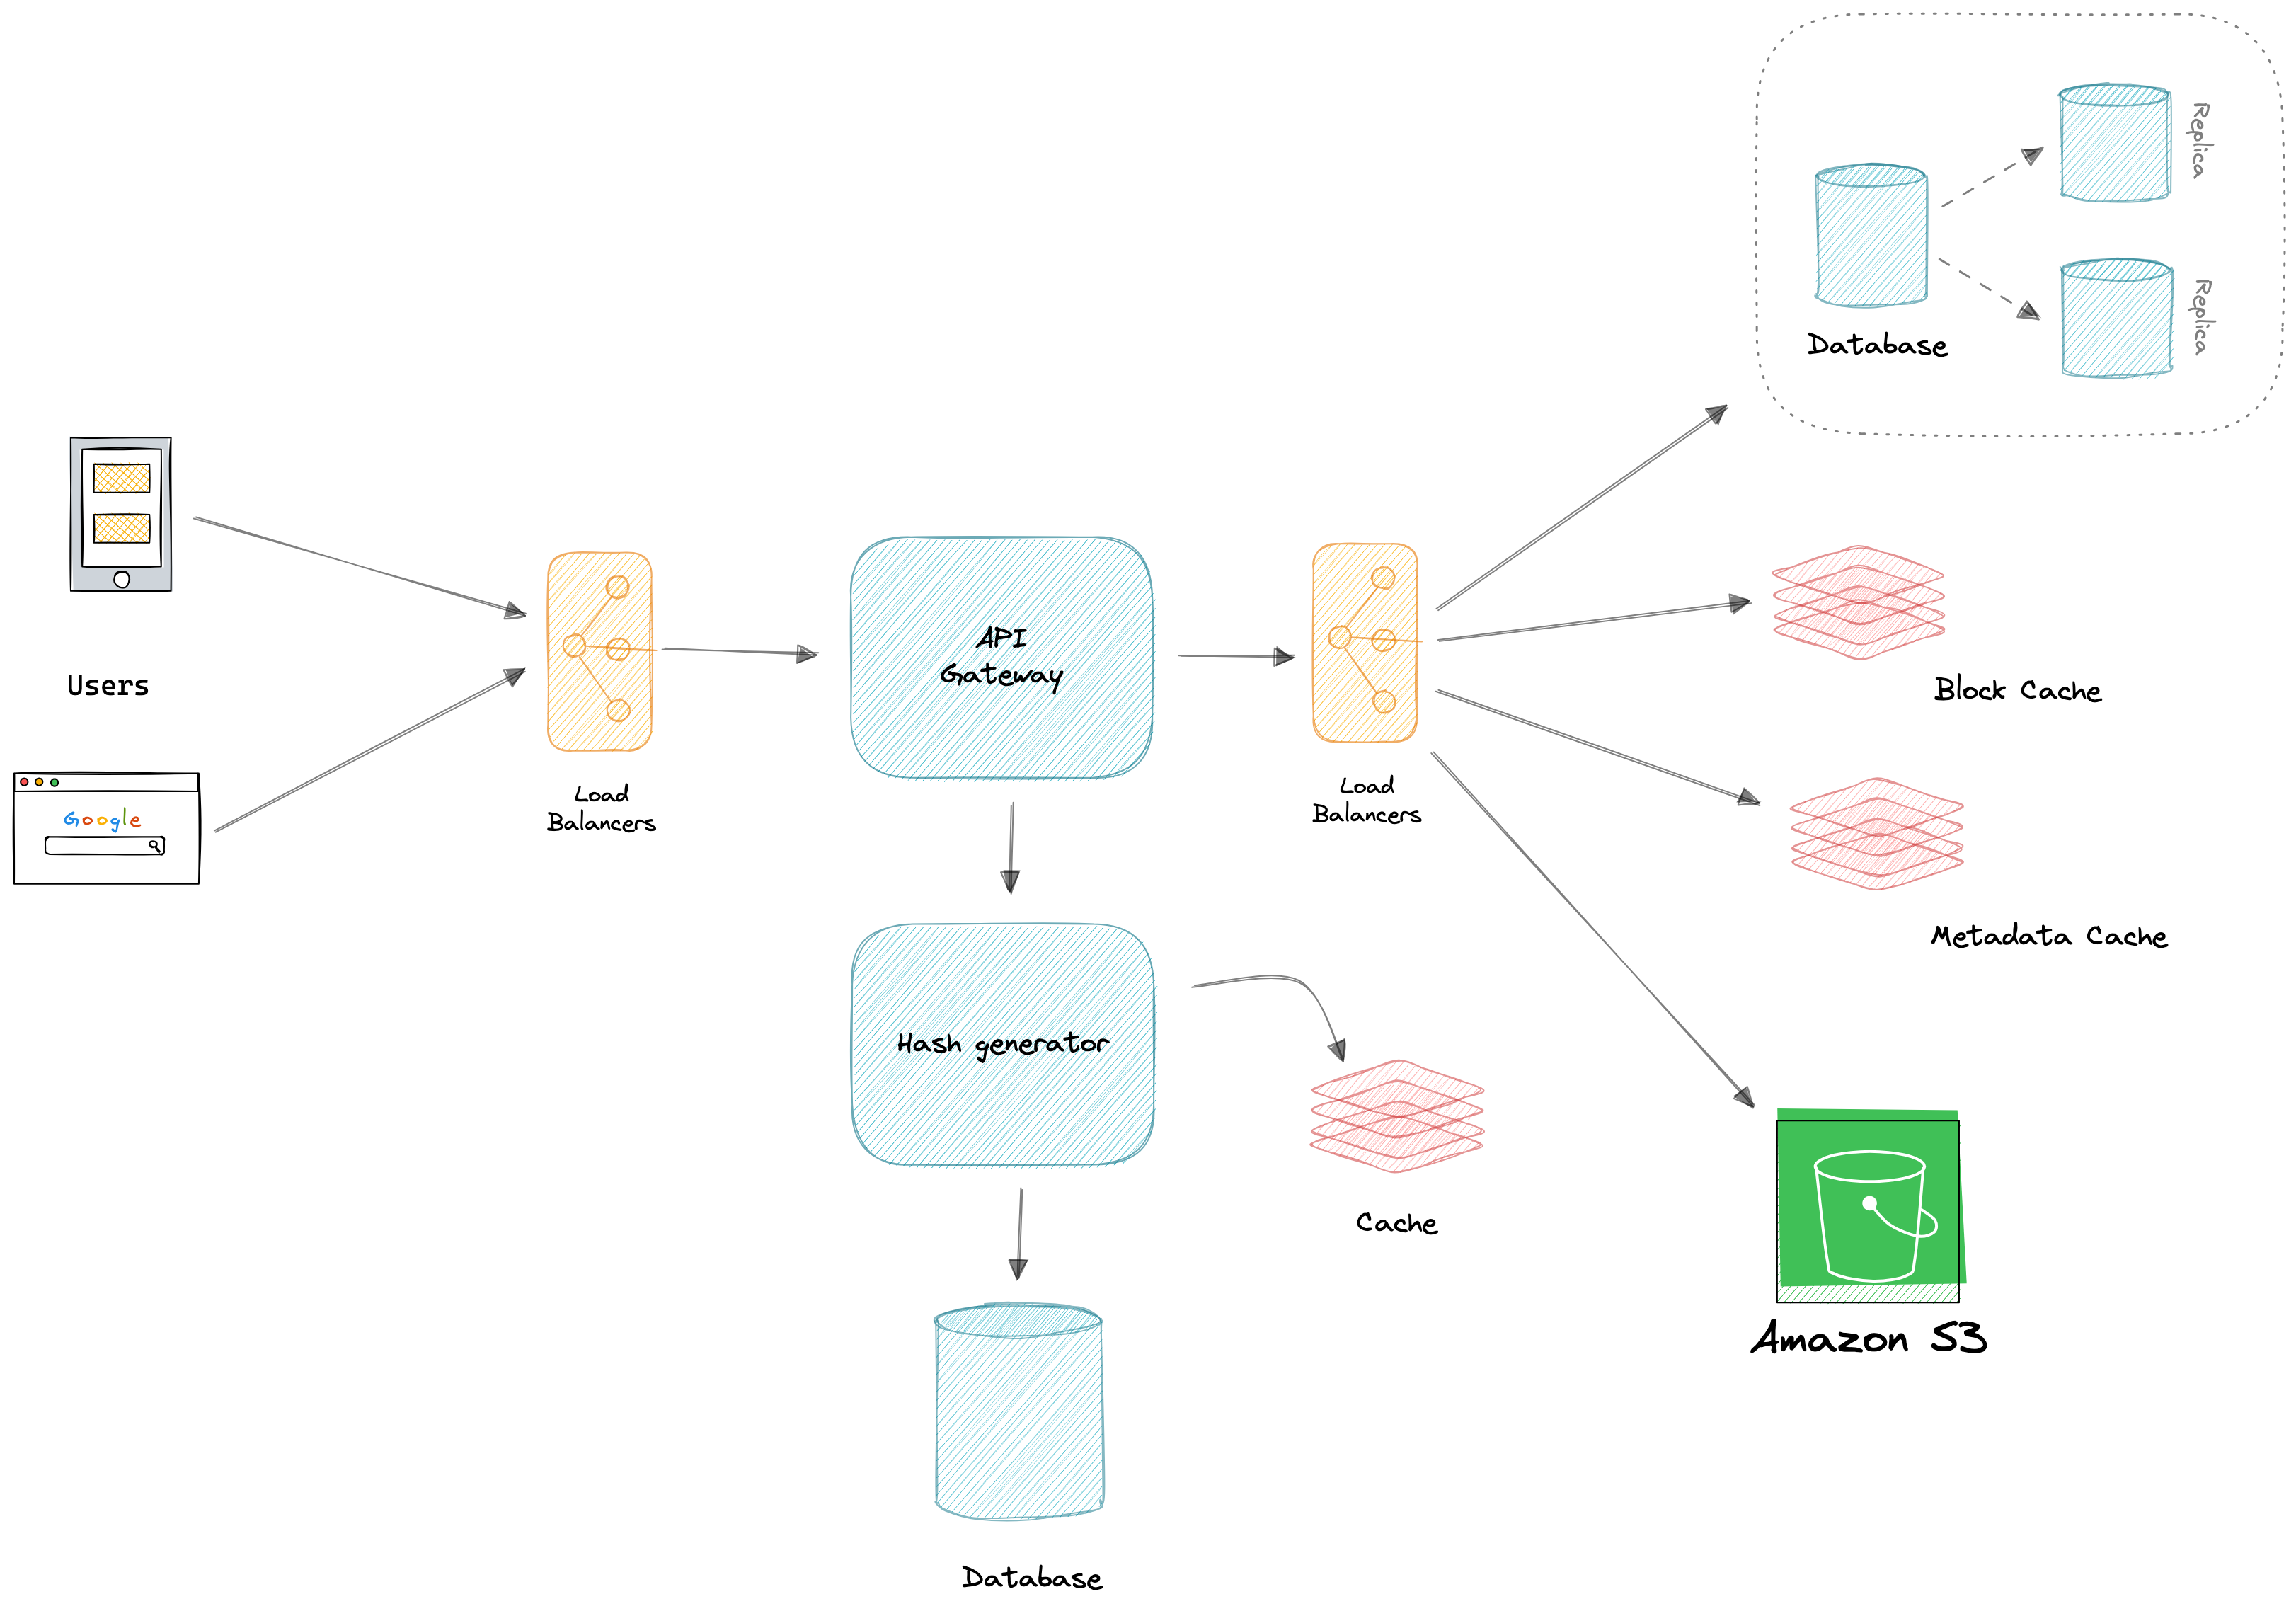 Replica
Replica
Database
Users
Google
Load
Balancers
API
Gateway
Load
Balancers
Block Cache
Metadata Cache
Hash generator
Cache
Amazon S3
Database